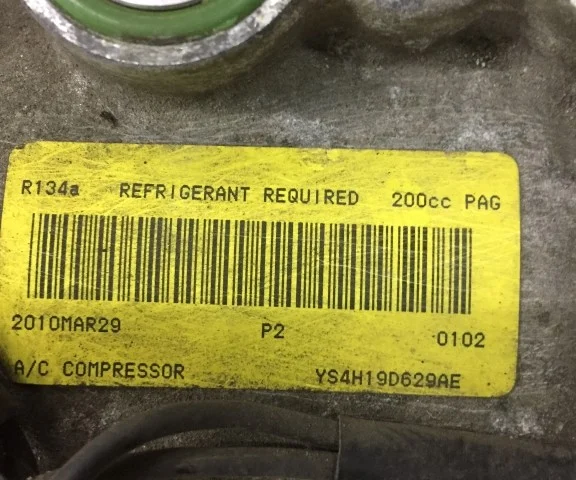 R134a REFRIGERANT REQUIRED 200cc PAG
2010MAR29 P2 0102
A/C COMPRESSOR YS4H19D629AE